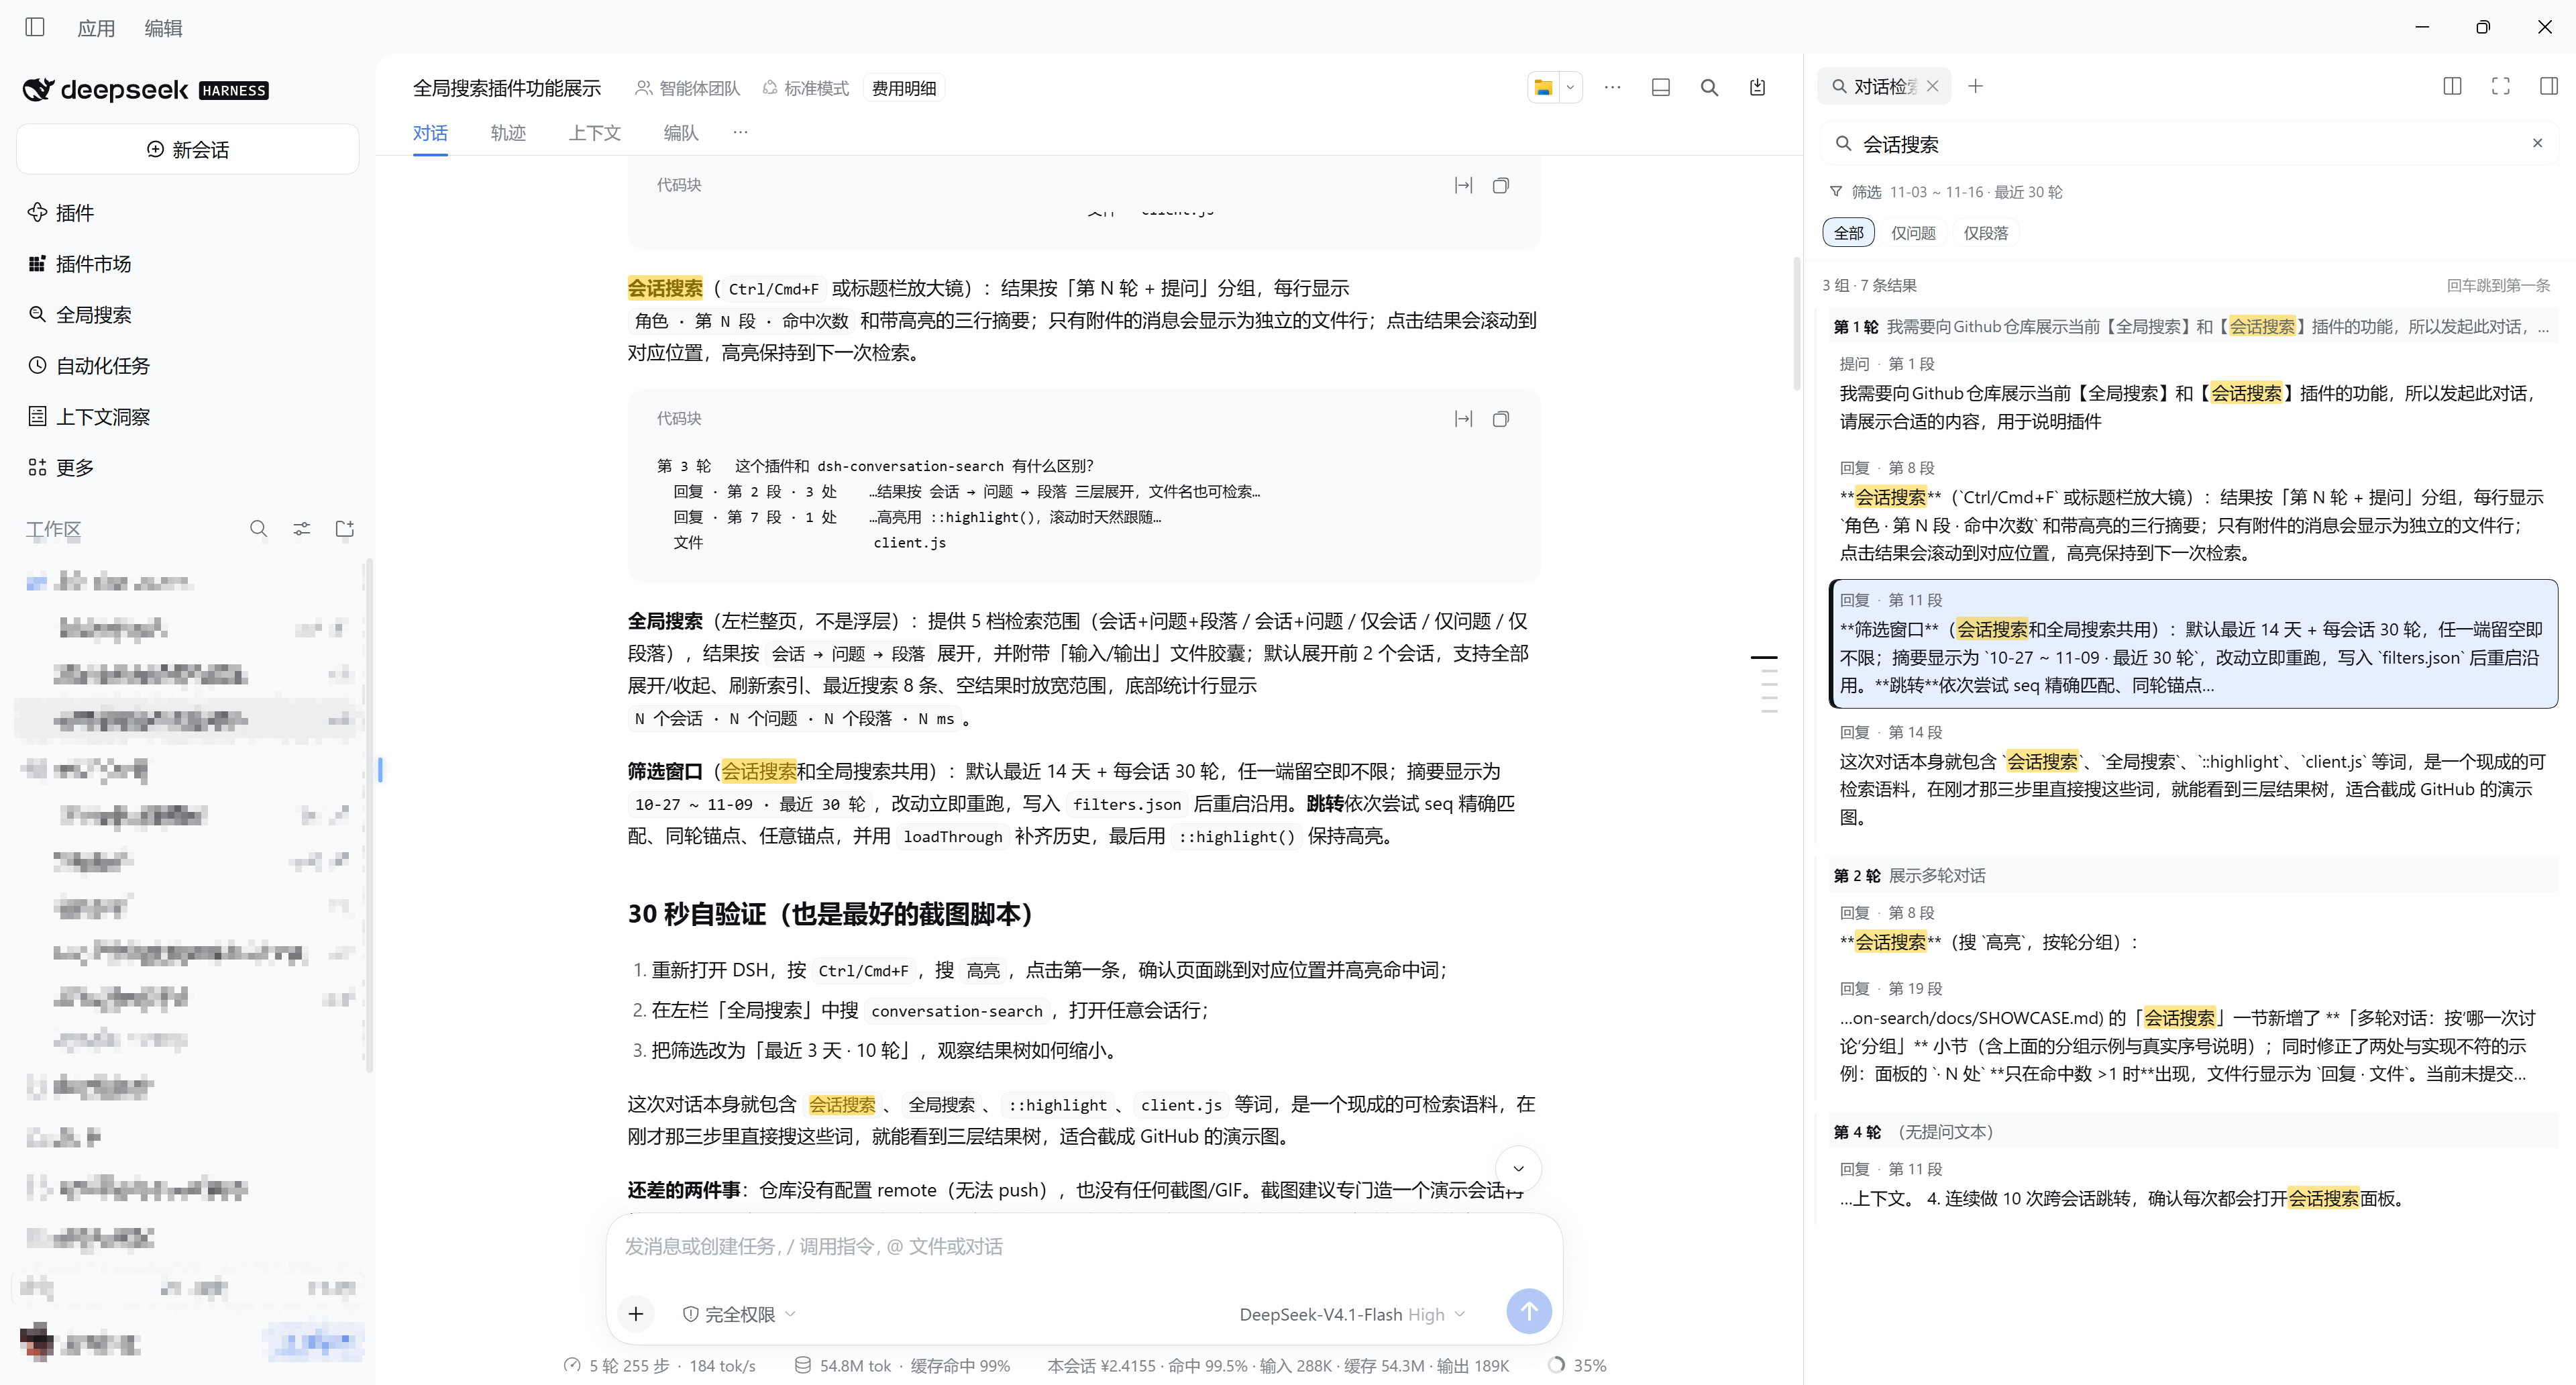 应用 编辑
deepseek HARNESS
新会话
插件
插件市场
全局搜索
自动化任务
上下文洞察
更多
工作区
全局搜索插件功能展示 智能体团队 标准模式 费用明细
对话 轨迹 上下文 编队 ···
代码块
文件 client.js
会话搜索（ Ctrl/Cmd+F 或标题栏放大镜）：结果按「第 N 轮 + 提问」分组，每行显示
角色 · 第 N 段 · 命中次数 和带高亮的三行摘要；只有附件的消息会显示为独立的文件行；点击结果会滚动到
对应位置，高亮保持到下一次检索。
代码块
第 3 轮 这个插件和 dsh-conversation-search 有什么区别？
回复 · 第 2 段 · 3 处 …结果按 会话 → 问题 → 段落 三层展开，文件名也可检索…
回复 · 第 7 段 · 1 处 …高亮用 ::highlight()，滚动时天然跟随…
文件 client.js
全局搜索（左栏整页，不是浮层）：提供 5 档检索范围（会话+问题+段落 / 会话+问题 / 仅会话 / 仅问题 / 仅
段落），结果按 会话 → 问题 → 段落 展开，并附带「输入/输出」文件胶囊；默认展开前 2 个会话，支持全部
展开/收起、刷新索引、最近搜索 8 条、空结果时放宽范围，底部统计行显示
N 个会话 · N 个问题 · N 个段落 · N ms 。
筛选窗口（会话搜索和全局搜索共用）：默认最近 14 天 + 每会话 30 轮，任一端留空即不限；摘要显示为
10-27 ~ 11-09 · 最近 30 轮 ，改动立即重跑，写入 filters.json 后重启沿用。跳转依次尝试 seq 精确匹
配、同轮锚点、任意锚点，并用 loadThrough 补齐历史，最后用 ::highlight() 保持高亮。
30 秒自验证（也是最好的截图脚本）
1. 重新打开 DSH，按 Ctrl/Cmd+F ，搜 高亮 ，点击第一条，确认页面跳到对应位置并高亮命中词；
2. 在左栏「全局搜索」中搜 conversation-search ，打开任意会话行；
3. 把筛选改为「最近 3 天 · 10 轮」，观察结果树如何缩小。
这次对话本身就包含 会话搜索 、 全局搜索 、 ::highlight 、 client.js 等词，是一个现成的可检索语料，在
刚才那三步里直接搜这些词，就能看到三层结果树，适合截成 GitHub 的演示图。
还差的两件事：仓库没有配置 remote（无法 push），也没有任何截图/GIF。截图建议专门造一个演示会话再
发消息或创建任务, / 调用指令, @ 文件或对话
完全权限 DeepSeek-V4.1-Flash High
5 轮 255 步 · 184 tok/s 54.8M tok · 缓存命中 99% 本会话 ¥2.4155 · 命中 99.5% · 输入 288K · 缓存 54.3M · 输出 189K 35%
对话检索
会话搜索
筛选 11-03 ~ 11-16 · 最近 30 轮
全部 仅问题 仅段落
3 组 · 7 条结果 回车跳到第一条
第 1 轮 我需要向Github仓库展示当前【全局搜索】和【会话搜索】插件的功能，所以发起此对话，...
提问 · 第 1 段
我需要向Github仓库展示当前【全局搜索】和【会话搜索】插件的功能，所以发起此对话，
请展示合适的内容，用于说明插件
回复 · 第 8 段
**会话搜索**（`Ctrl/Cmd+F` 或标题栏放大镜）：结果按「第 N 轮 + 提问」分组，每行显示
`角色 · 第 N 段 · 命中次数` 和带高亮的三行摘要；只有附件的消息会显示为独立的文件行；
点击结果会滚动到对应位置，高亮保持到下一次检索。
回复 · 第 11 段
**筛选窗口**（会话搜索和全局搜索共用）：默认最近 14 天 + 每会话 30 轮，任一端留空即
不限；摘要显示为 `10-27 ~ 11-09 · 最近 30 轮`，改动立即重跑，写入 `filters.json` 后重启沿
用。**跳转**依次尝试 seq 精确匹配、同轮锚点...
回复 · 第 14 段
这次对话本身就包含 `会话搜索`、`全局搜索`、`::highlight`、`client.js` 等词，是一个现成的可
检索语料，在刚才那三步里直接搜这些词，就能看到三层结果树，适合截成 GitHub 的演示
图。
第 2 轮 展示多轮对话
回复 · 第 8 段
**会话搜索**（搜 `高亮`，按轮分组）：
回复 · 第 19 段
...on-search/docs/SHOWCASE.md) 的「会话搜索」一节新增了 **「多轮对话：按'哪一次讨
论'分组」** 小节（含上面的分组示例与真实序号说明）；同时修正了两处与实现不符的示
例：面板的 `· N 处` **只在命中数 >1 时**出现，文件行显示为 `回复 · 文件`。当前未提交...
第 4 轮 （无提问文本）
回复 · 第 11 段
...上下文。 4. 连续做 10 次跨会话跳转，确认每次都会打开会话搜索面板。